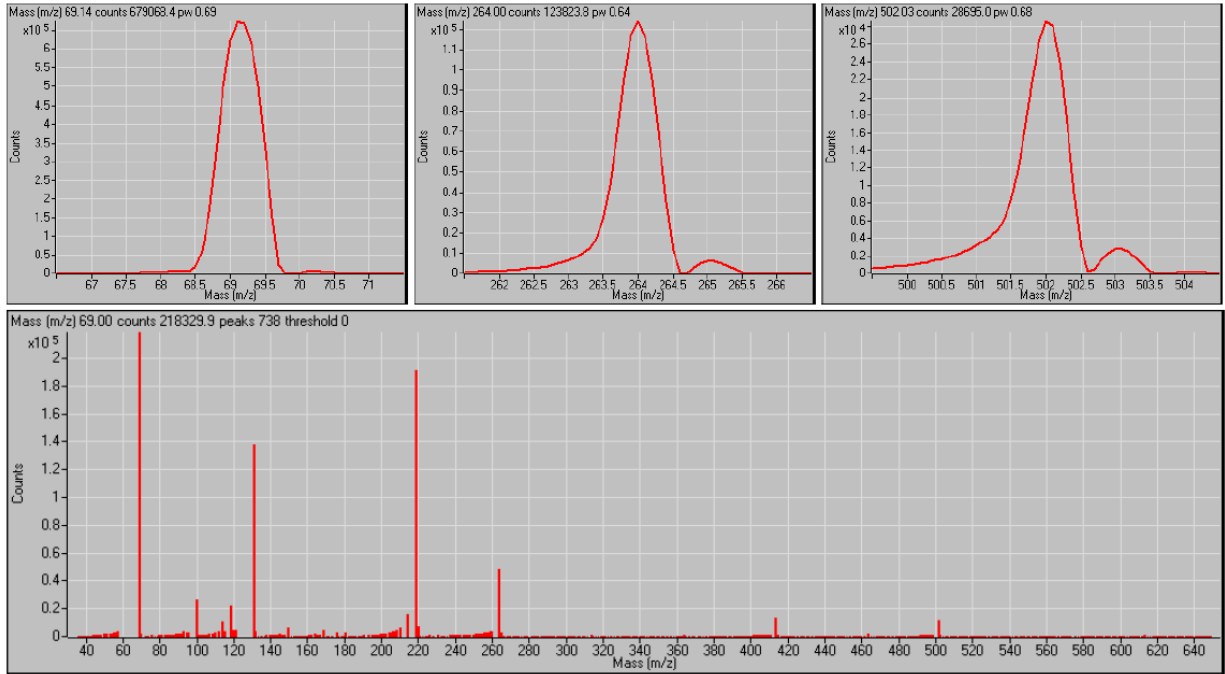 Mass (m/z) 69.14 counts 679063.4 pw 0.69
x10 5
6
5.5
5
4.5
4
3.5
3
2.5
2
1.5
1
0.5
0
Counts
67 67.5 68 68.5 69 69.5 70 70.5 71
Mass (m/z)
Mass (m/z) 264.00 counts 123823.8 pw 0.64
x10 5
1.1
1
0.9
0.8
0.7
0.6
0.5
0.4
0.3
0.2
0.1
0
Counts
262 262.5 263 263.5 264 264.5 265 265.5 266
Mass (m/z)
Mass (m/z) 502.03 counts 28695.0 pw 0.68
x10 4
2.6
2.4
2.2
2
1.8
1.6
1.4
1.2
1
0.8
0.6
0.4
0.2
0
Counts
500 500.5 501 501.5 502 502.5 503 503.5 504
Mass (m/z)
Mass (m/z) 69.00 counts 218329.9 peaks 738 threshold 0
x10 5
2
1.8
1.6
1.4
1.2
1
0.8
0.6
0.4
0.2
0
Counts
40 60 80 100 120 140 160 180 200 220 240 260 280 300 320 340 360 380 400 420 440 460 480 500 520 540 560 580 600 620 640
Mass (m/z)